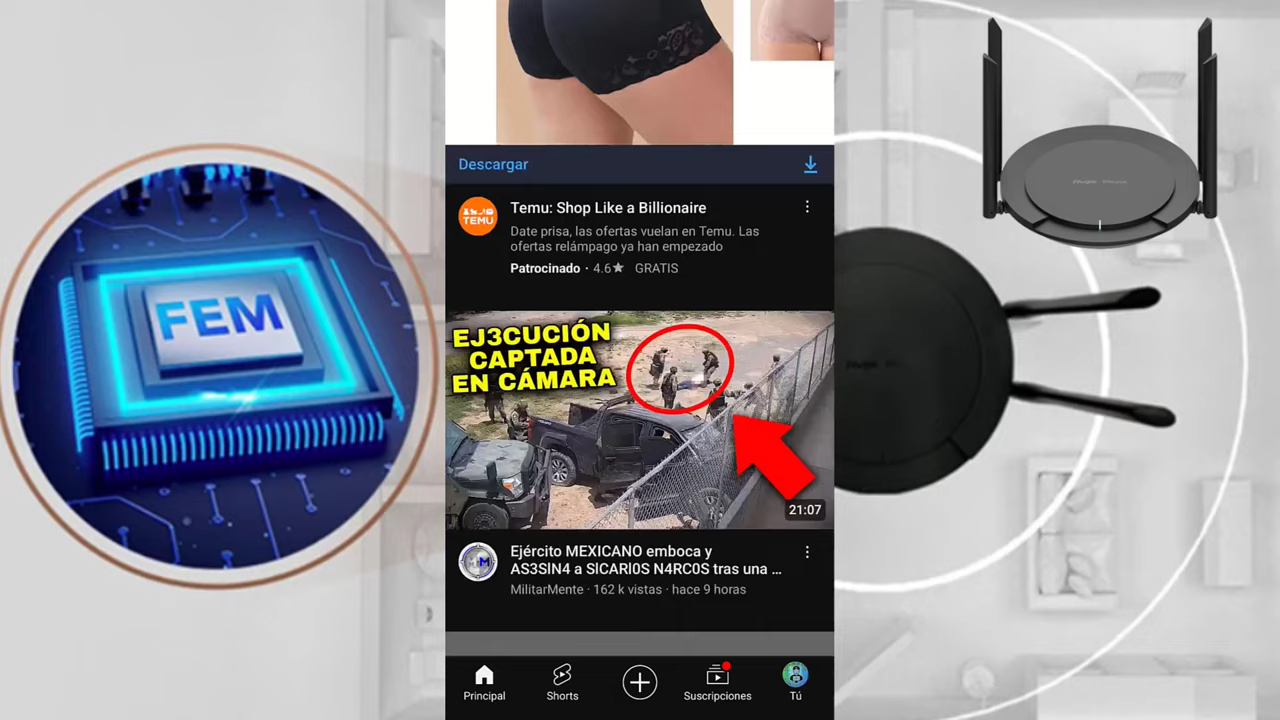 FEM
Descargar
TEMU
Temu: Shop Like a Billionaire
Date prisa, las ofertas vuelan en Temu. Las
ofertas relámpago ya han empezado
Patrocinado · 4.6★ GRATIS
EJ3CUCIÓN
CAPTADA
EN CÁMARA
21:07
Ejército MEXICANO emboca y
AS3SIN4 a SICARI0S N4RC0S tras una ...
MilitarMente · 162 k vistas · hace 9 horas
Principal
Shorts
Suscripciones
Tú